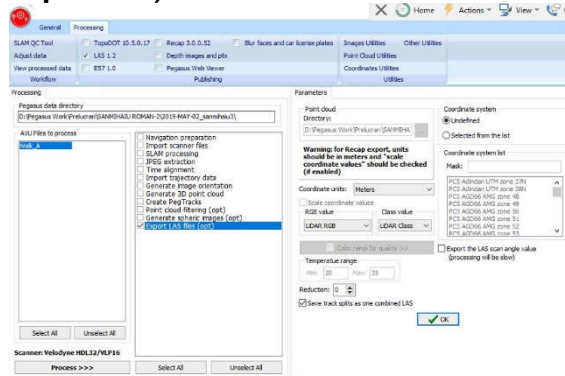 Home Actions View
General Processing
SLAM QC Tool
Adjust data
View processed data
Workflow
TopoDOT 10.5.0.17 Recap 3.0.0.52 Blur faces and car license plates
LAS 1.2 Depth images and ptx
E57 1.0 Pegasus Web Viewer
Publishing
Images Utilities Other Utilities
Point Cloud Utilities
Coordinates Utilities
Utilities
Processing
Pegasus data directory
D:\Pegasus Work\Prelucrari\SANMIHAIU ROMAN-2\2019-MAY-02_sanmihaiu3\
AVU Files to process
Walk_A
Navigation preparation
Import scanner files
SLAM processing
JPEG extraction
Time alignment
Import trajectory data
Generate image orientation
Generate 3D point cloud
Create PegTracks
Point cloud filtering (opt)
Generate spheric images (opt)
Export LAS files (opt)
Select All Unselect All
Scanner: Velodyne HDL32/VLP16
Process >>>
Select All Unselect All
Parameters
Point cloud
Directory:
D:\Pegasus Work\Prelucrari\SANMIHA ...
Warning: for Recap export, units
should be in meters and "scale
coordinate values" should be checked
(if enabled)
Coordinate units: Meters
Scale coordinate values
RGB value Class value
LiDAR RGB LiDAR Class
Color ramp for quality >>
Temperatue range
Min: 20 Max: 35
Reduction: 0
Save track splits as one combined LAS
Coordinate system
Undefined
Selected from the list
Coordinate system list
Mask:
PCS Adindan UTM zone 37N
PCS Adindan UTM zone 38N
PCS AGD66 AMG zone 48
PCS AGD66 AMG zone 49
PCS AGD66 AMG zone 50
PCS AGD66 AMG zone 51
PCS AGD66 AMG zone 52
PCS AGD66 AMG zone 53
Export the LAS scan angle value
(processing will be slow)
OK